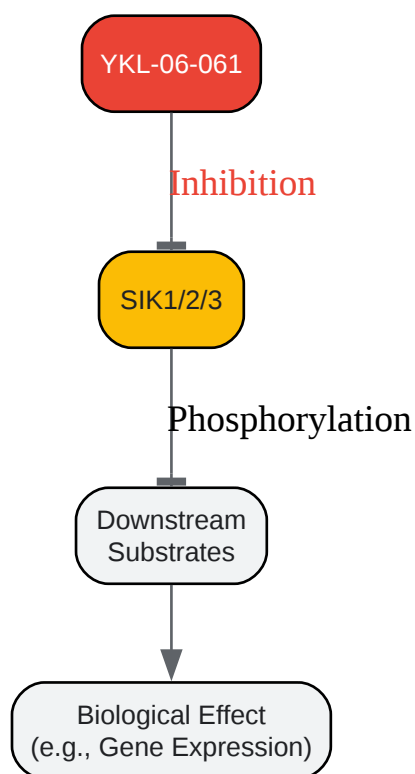 YKL-06-061
Inhibition
SIK1/2/3
Phosphorylation
Downstream
Substrates
Biological Effect
(e.g., Gene Expression)